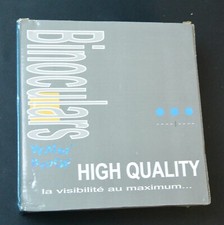 Binoculars
HIGH QUALITY
la visibilité au maximum...